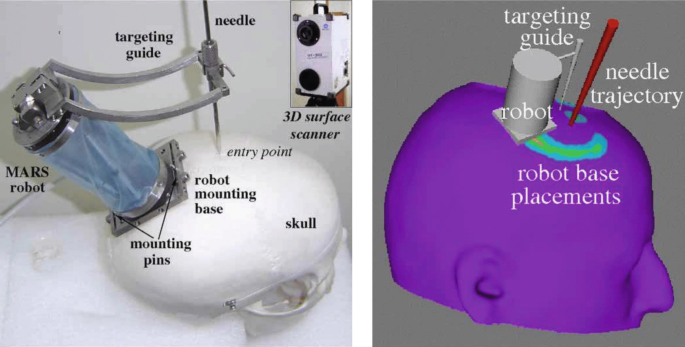 targeting
guide
needle
3D surface
scanner
MARS
robot
entry point
robot
mounting
base
skull
mounting
pins
targeting
guide
needle
trajectory
robot
robot base
placements